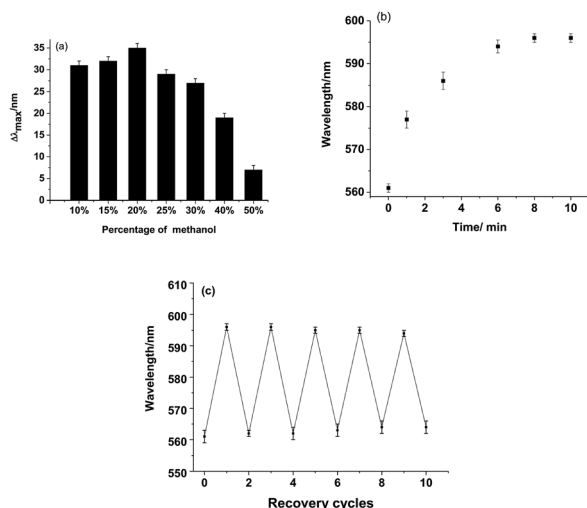 (a)
35
30
25
20
15
10
5
0
Δλmax/nm
10% 15% 20% 25% 30% 40% 50%
Percentage of methanol
(b)
600
590
580
570
560
Wavelength/nm
0 2 4 6 8 10
Time/ min
(c)
610
600
590
580
570
560
550
Wavelength/nm
0 2 4 6 8 10
Recovery cycles